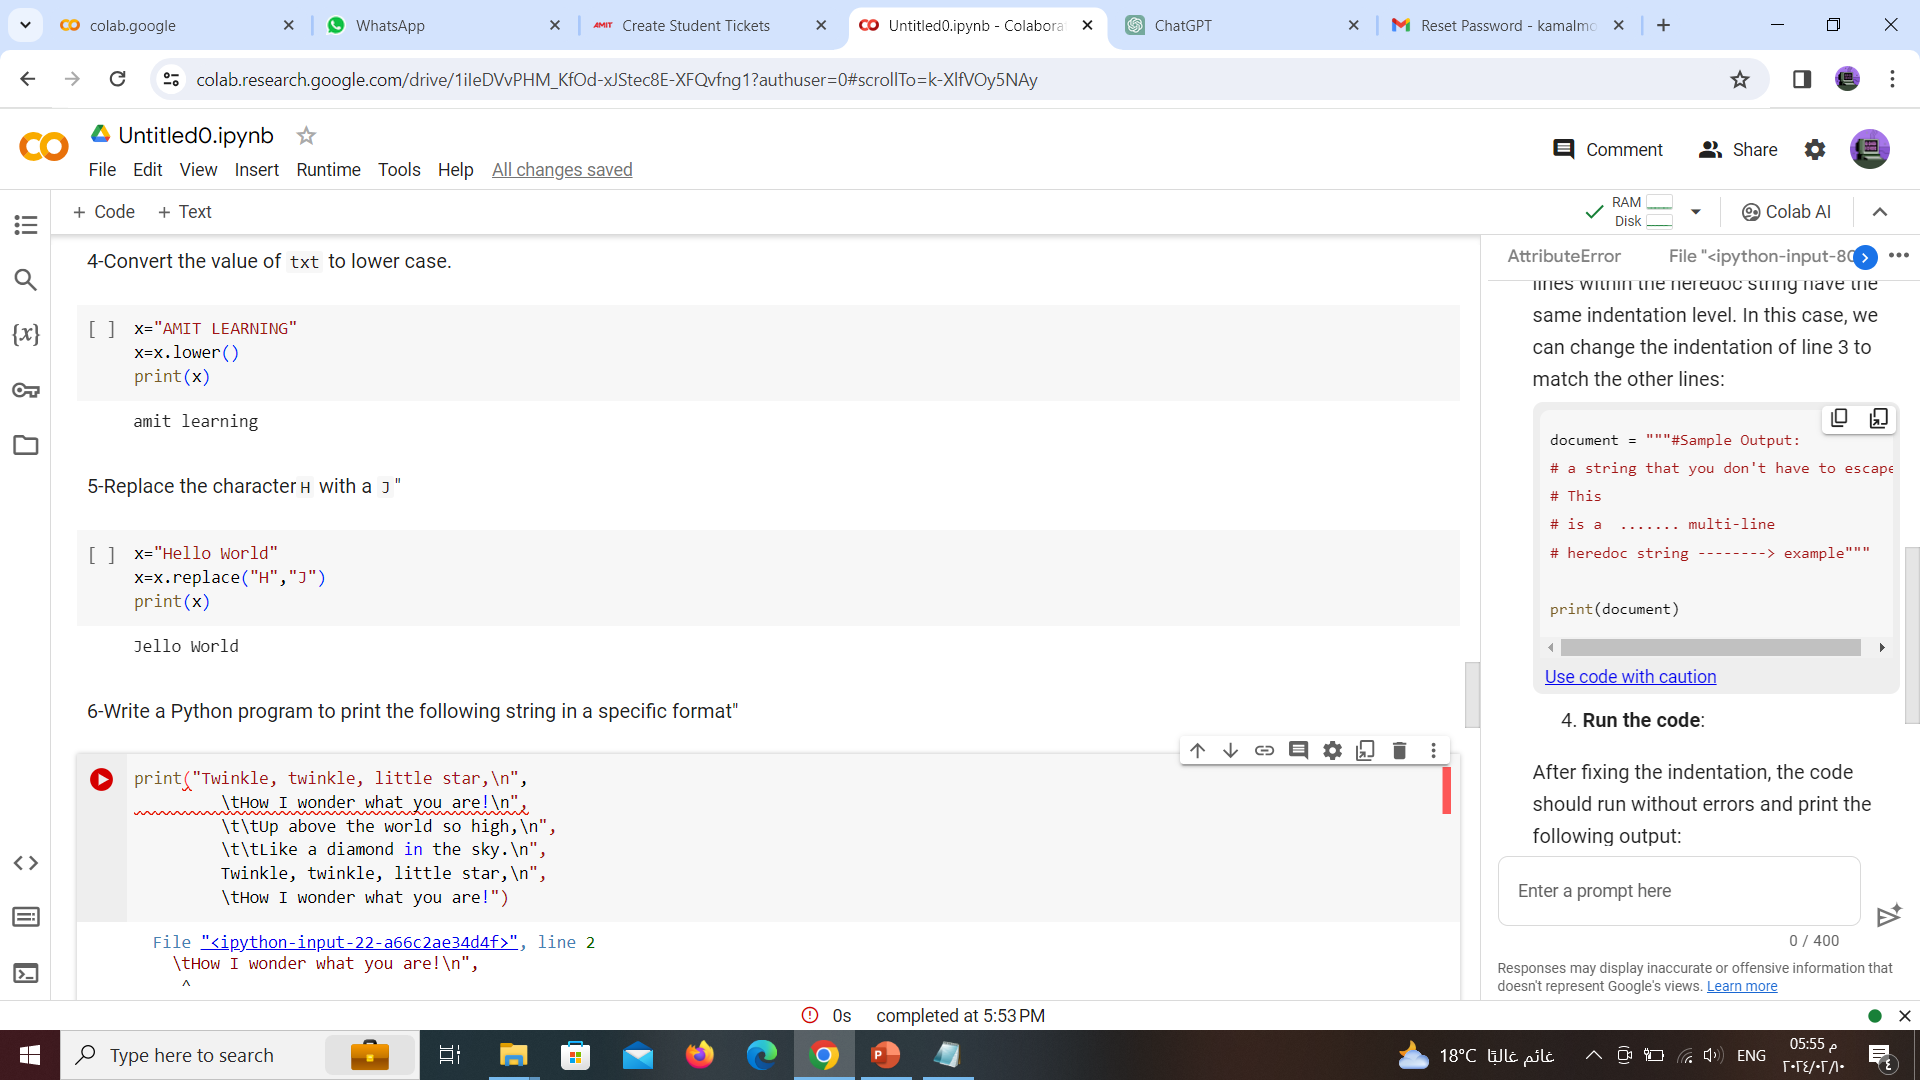 colab.google
WhatsApp
AMIT Create Student Tickets
Untitled0.ipynb - Colabora
ChatGPT
Reset Password - kamalmo
colab.research.google.com/drive/1iIeDVvPHM_KfOd-xJStec8E-XFQvfng1?authuser=0#scrollTo=k-XlfVOy5NAy
Untitled0.ipynb
File Edit View Insert Runtime Tools Help All changes saved
Comment Share
+ Code + Text
RAM
Disk
Colab AI
4-Convert the value of txt to lower case.
[ ] x="AMIT LEARNING"
x=x.lower()
print(x)
amit learning
5-Replace the character H with a J"
[ ] x="Hello World"
x=x.replace("H","J")
print(x)
Jello World
6-Write a Python program to print the following string in a specific format"
print("Twinkle, twinkle, little star,\n",
\tHow I wonder what you are!\n",
\t\tUp above the world so high,\n",
\t\tLike a diamond in the sky.\n",
Twinkle, twinkle, little star,\n",
\tHow I wonder what you are!")
File "<ipython-input-22-a66c2ae34d4f>", line 2
\tHow I wonder what you are!\n",
^
AttributeError File "<ipython-input-80
lines within the heredoc string have the
same indentation level. In this case, we
can change the indentation of line 3 to
match the other lines:
document = """#Sample Output:
# a string that you don't have to escape
# This
# is a ....... multi-line
# heredoc string --------> example"""
print(document)
Use code with caution
4. Run the code:
After fixing the indentation, the code
should run without errors and print the
following output:
Enter a prompt here
0 / 400
Responses may display inaccurate or offensive information that
doesn't represent Google's views. Learn more
0s completed at 5:53 PM
Type here to search
18°C غائم غالبًا
ENG
05:55 م
٢٠٢٤/٠٢/١٠
٤